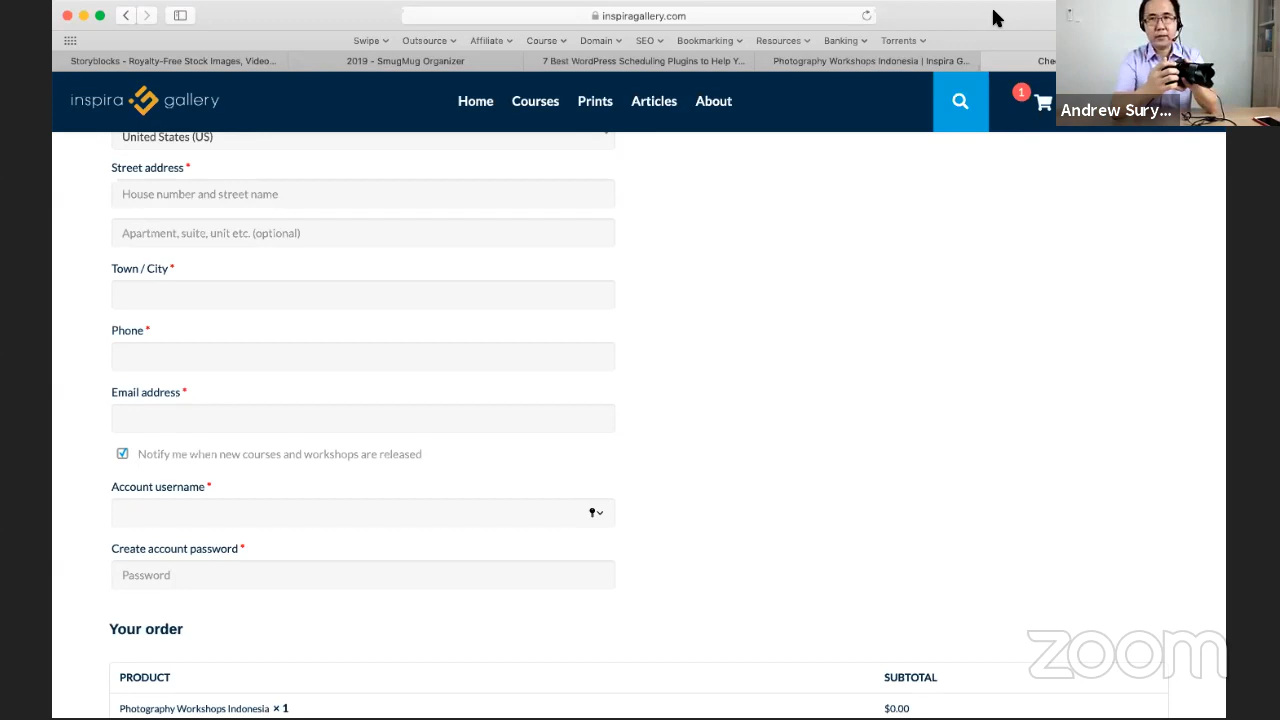 inspiragallery.com
Swipe Outsource Affiliate Course Domain SEO Bookmarking Resources Banking Torrents
Storyblocks - Royalty-Free Stock Images, Video... 2019 - SmugMug Organizer 7 Best WordPress Scheduling Plugins to Help Y... Photography Workshops Indonesia | Inspira G... Che
inspira gallery Home Courses Prints Articles About 1
Andrew Sury...
United States (US)
Street address *
House number and street name
Apartment, suite, unit etc. (optional)
Town / City *
Phone *
Email address *
Notify me when new courses and workshops are released
Account username *
Create account password *
Password
Your order
PRODUCT SUBTOTAL
Photography Workshops Indonesia × 1 $0.00
zoom